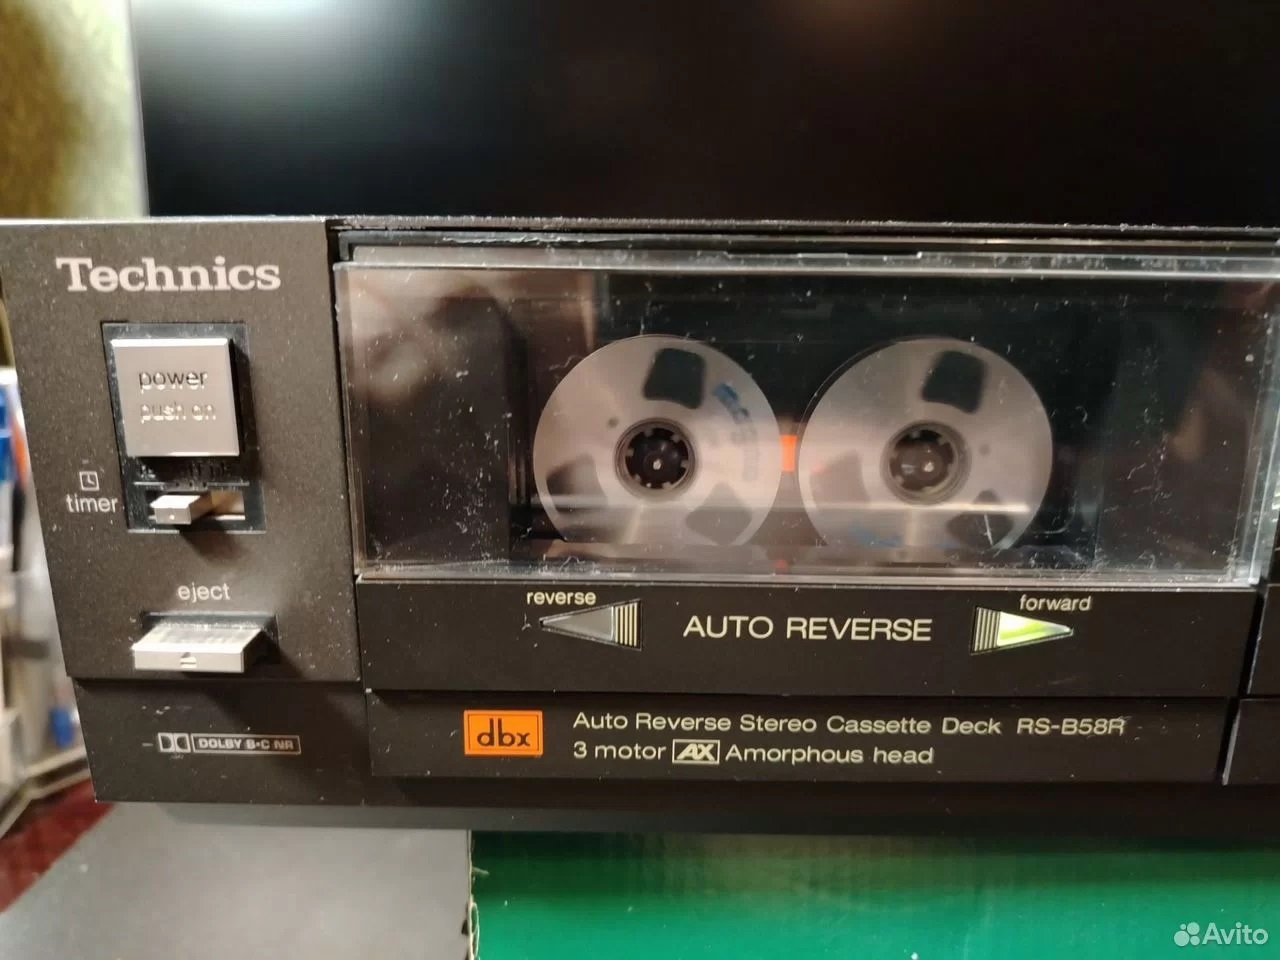 Technics
power
push on
timer
eject
reverse
AUTO REVERSE
forward
DOLBY B•C NR
dbx
Auto Reverse Stereo Cassette Deck RS-B58R
3 motor AX Amorphous head
Avito